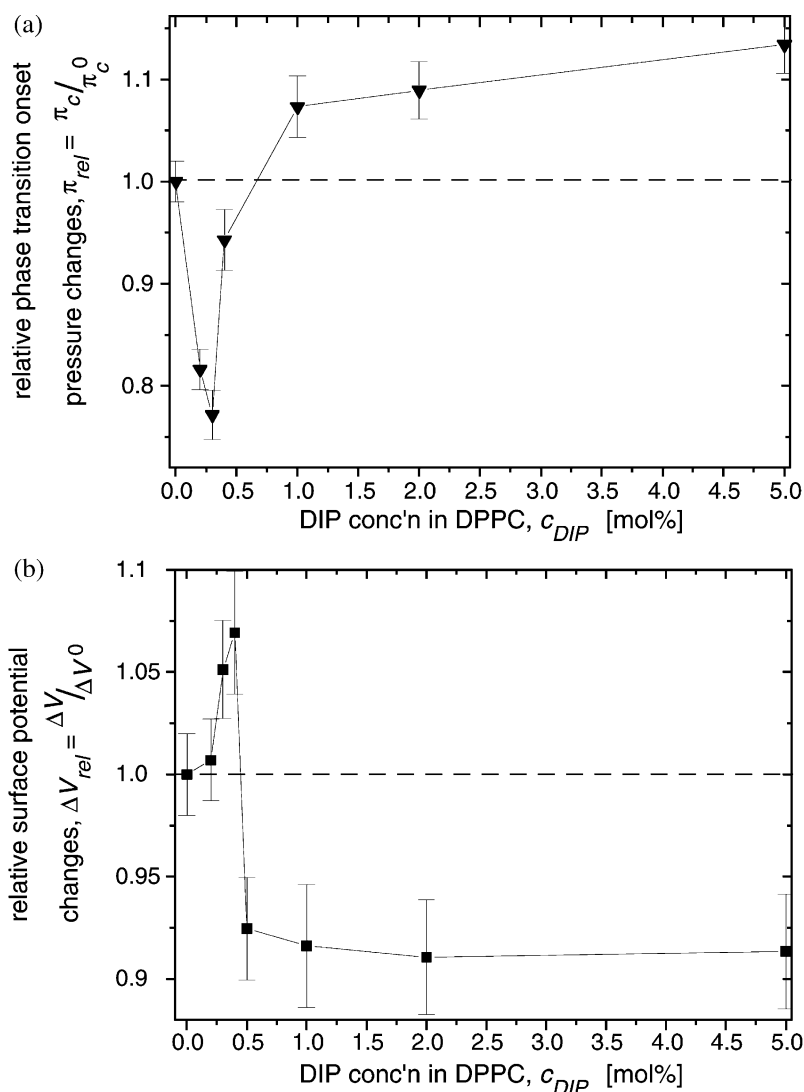 (a)
relative phase transition onset
pressure changes, π_rel = π_c/π_c^0
1.1
1.0
0.9
0.8
0.0 0.5 1.0 1.5 2.0 2.5 3.0 3.5 4.0 4.5 5.0
DIP conc'n in DPPC, c_DIP [mol%]
(b)
relative surface potential
changes, ΔV_rel = ΔV/ΔV^0
1.1
1.05
1.0
0.95
0.9
0.0 0.5 1.0 1.5 2.0 2.5 3.0 3.5 4.0 4.5 5.0
DIP conc'n in DPPC, c_DIP [mol%]